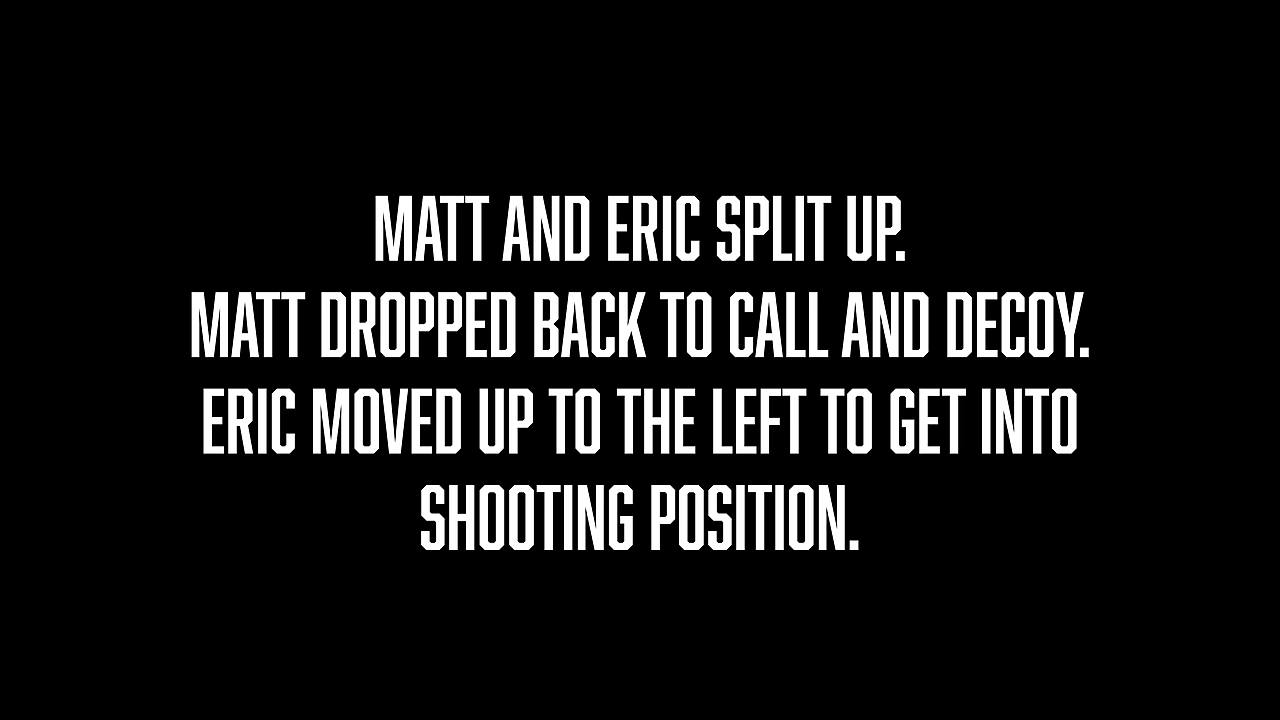 MATT AND ERIC SPLIT UP.
MATT DROPPED BACK TO CALL AND DECOY.
ERIC MOVED UP TO THE LEFT TO GET INTO
SHOOTING POSITION.